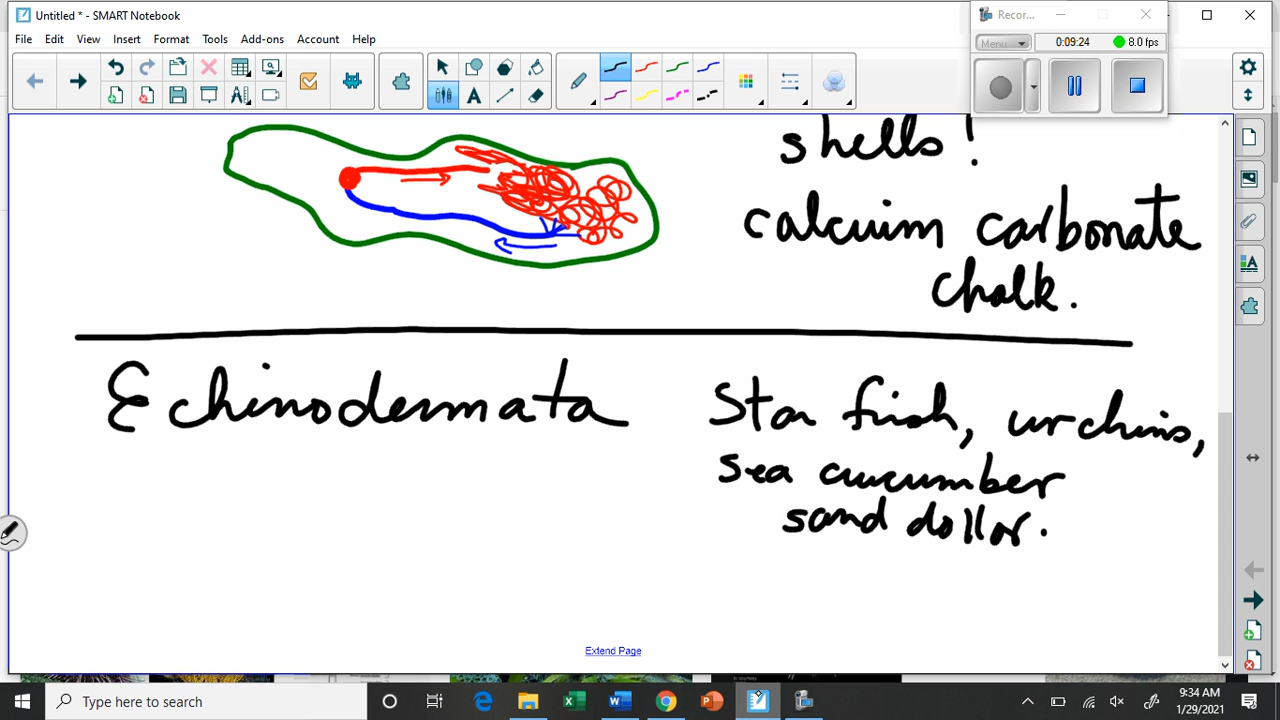 Untitled * - SMART Notebook
Recor...
File Edit View Insert Format Tools Add-ons Account Help
Menu 0:09:24 8.0 fps
shells !
calcium carbonate
chalk.
Echinodermata
Star fish, urchins,
sea cucumber
sand dollar.
Extend Page
Type here to search
9:34 AM
1/29/2021